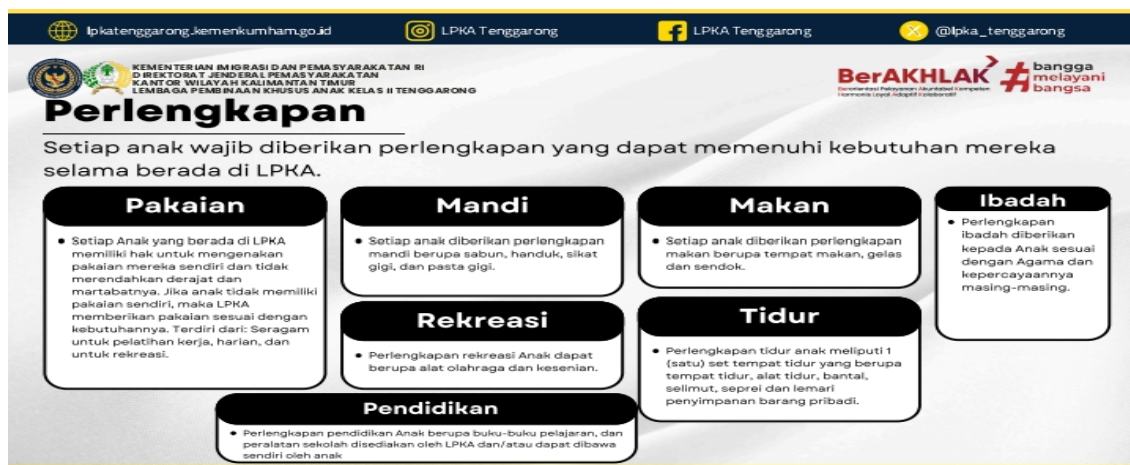 lpkatenggarong.kemenkumham.go.id
LPKA Tenggarong
LPKA Tenggarong
@lpka_tenggarong
KEMENTERIAN IMIGRASI DAN PEMASYARAKATAN RI
DIREKTORAT JENDERAL PEMASYARAKATAN
KANTOR WILAYAH KALIMANTAN TIMUR
LEMBAGA PEMBINAAN KHUSUS ANAK KELAS II TENGGARONG
BerAKHLAK
Berorientasi Pelayanan Akuntabel Kompeten
Harmonis Loyal Adaptif Kolaboratif
#bangga
melayani
bangsa
Perlengkapan
Setiap anak wajib diberikan perlengkapan yang dapat memenuhi kebutuhan mereka
selama berada di LPKA.
Pakaian
• Setiap Anak yang berada di LPKA
memiliki hak untuk mengenakan
pakaian mereka sendiri dan tidak
merendahkan derajat dan
martabatnya. Jika anak tidak memiliki
pakaian sendiri, maka LPKA
memberikan pakaian sesuai dengan
kebutuhannya. Terdiri dari: Seragam
untuk pelatihan kerja, harian, dan
untuk rekreasi.
Mandi
• Setiap anak diberikan perlengkapan
mandi berupa sabun, handuk, sikat
gigi, dan pasta gigi.
Makan
• Setiap anak diberikan perlengkapan
makan berupa tempat makan, gelas
dan sendok.
Ibadah
• Perlengkapan
ibadah diberikan
kepada Anak sesuai
dengan Agama dan
kepercayaannya
masing-masing.
Rekreasi
• Perlengkapan rekreasi Anak dapat
berupa alat olahraga dan kesenian.
Tidur
• Perlengkapan tidur anak meliputi 1
(satu) set tempat tidur yang berupa
tempat tidur, alat tidur, bantal,
selimut, seprei dan lemari
penyimpanan barang pribadi.
Pendidikan
• Perlengkapan pendidikan Anak berupa buku-buku pelajaran, dan
peralatan sekolah disediakan oleh LPKA dan/atau dapat dibawa
sendiri oleh anak